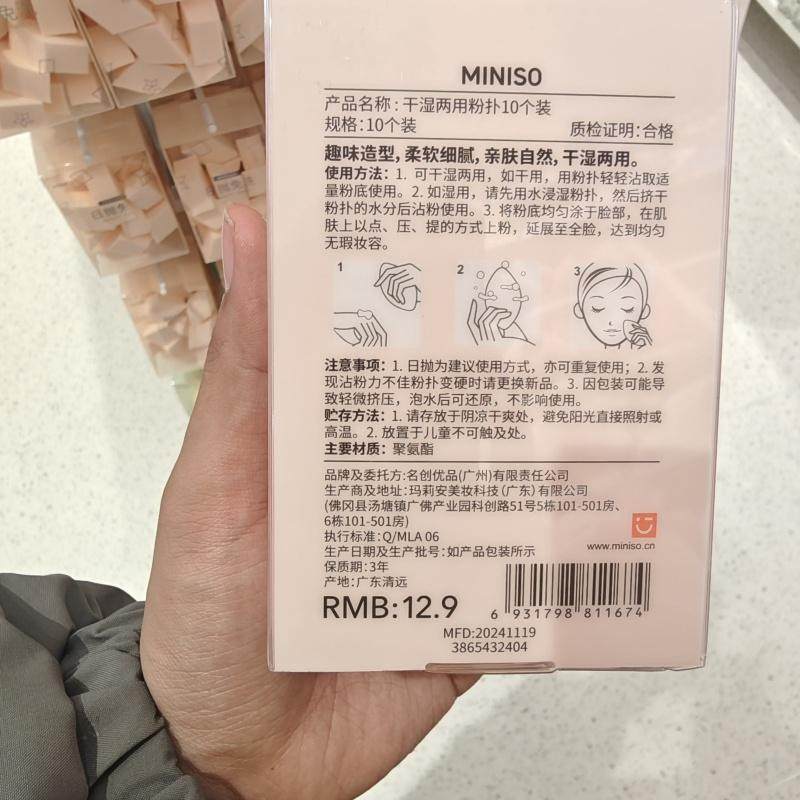 MINISO
产品名称：干湿两用粉扑10个装
规格：10个装 质检证明：合格
趣味造型，柔软细腻，亲肤自然，干湿两用。
使用方法：1. 可干湿两用，如干用，用粉扑轻轻沾取适
量粉底使用。2. 如湿用，请先用水浸湿粉扑，然后挤干
粉扑的水分后沾粉使用。3. 将粉底均匀涂于脸部，在肌
肤上以点、压、提的方式上粉，延展至全脸，达到均匀
无瑕妆容。
1 2 3
注意事项：1. 日抛为建议使用方式，亦可重复使用；2. 发
现沾粉力不佳粉扑变硬时请更换新品。3. 因包装可能导
致轻微挤压，泡水后可还原，不影响使用。
贮存方法：1. 请存放于阴凉干爽处，避免阳光直接照射或
高温。2. 放置于儿童不可触及处。
主要材质：聚氨酯
品牌及委托方：名创优品(广州)有限责任公司
生产商及地址：玛莉安美妆科技（广东）有限公司
(佛冈县汤塘镇广佛产业园科创路51号5栋101-501房、
6栋101-501房)
执行标准：Q/MLA 06
生产日期及生产批号：如产品包装所示
www.miniso.cn
保质期：3年
产地：广东清远
RMB:12.9
6 931798 811674
MFD:20241119
3865432404